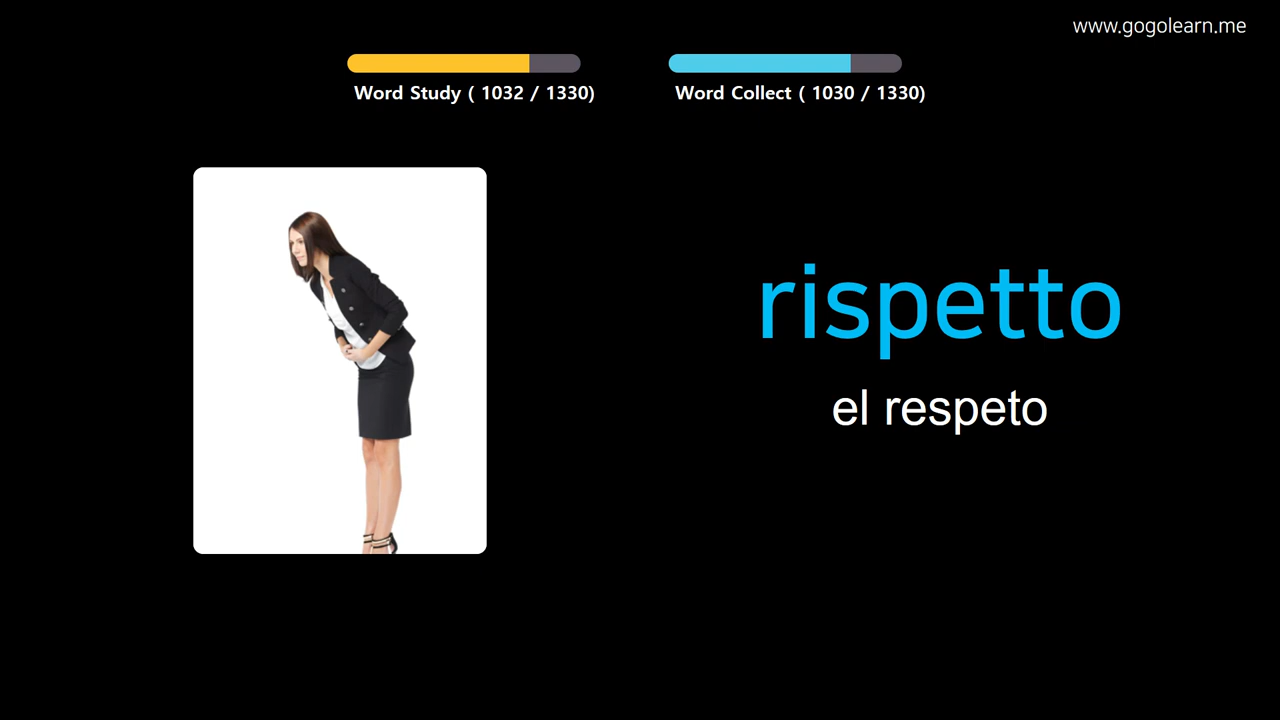 www.gogolearn.me
Word Study ( 1032 / 1330)
Word Collect ( 1030 / 1330)
rispetto
el respeto